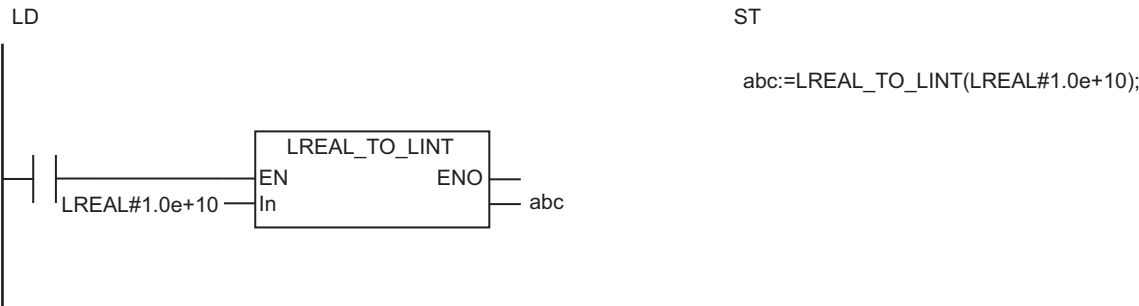 LD
ST
abc:=LREAL_TO_LINT(LREAL#1.0e+10);
LREAL_TO_LINT
EN ENO
LREAL#1.0e+10 In abc